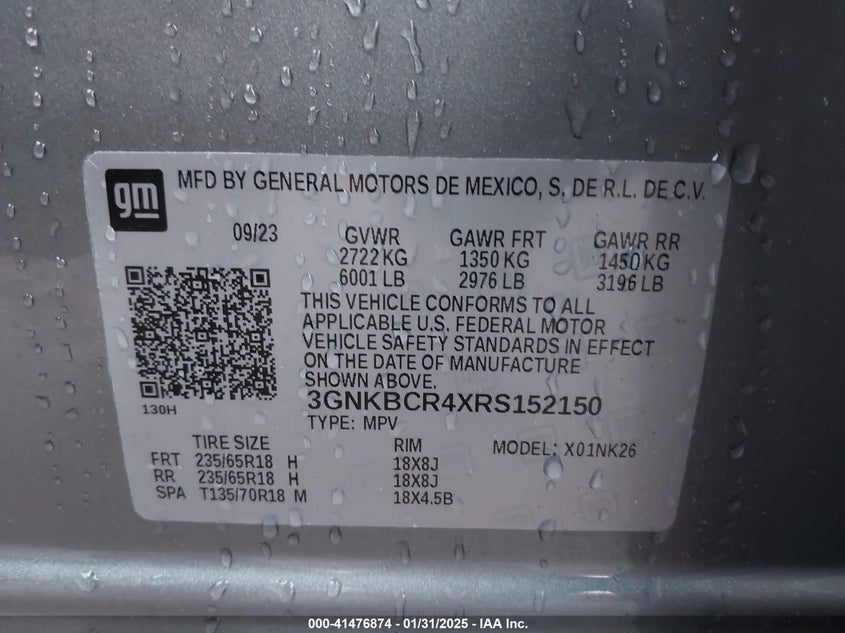 gm
MFD BY GENERAL MOTORS DE MEXICO, S. DE R.L. DE C.V.
09/23 GVWR GAWR FRT GAWR RR
2722 KG 1350 KG 1450 KG
6001 LB 2976 LB 3196 LB
THIS VEHICLE CONFORMS TO ALL
APPLICABLE U.S. FEDERAL MOTOR
VEHICLE SAFETY STANDARDS IN EFFECT
ON THE DATE OF MANUFACTURE
SHOWN ABOVE.
130H
3GNKBCR4XRS152150
TYPE: MPV
TIRE SIZE RIM MODEL: X01NK26
FRT 235/65R18 H 18X8J
RR 235/65R18 H 18X8J
SPA T135/70R18 M 18X4.5B
000-41476874 / 01/31/2025 - IAA Inc.